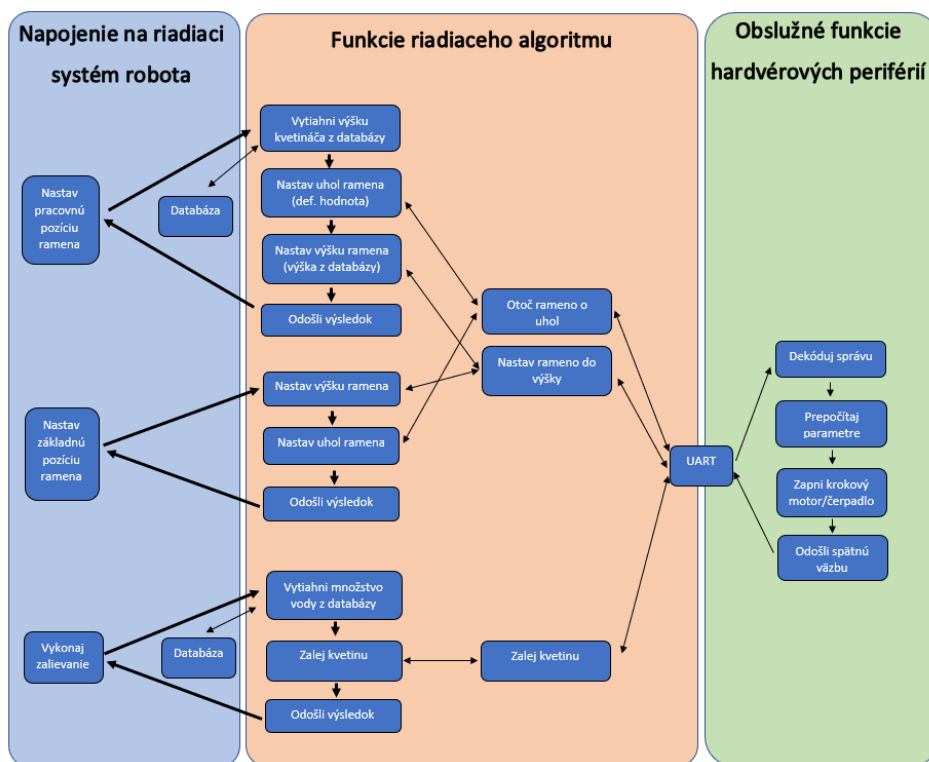 Napojenie na riadiaci
systém robota
Funkcie riadiaceho algoritmu
Obslužné funkcie
hardvérových periférií
Vytiahni výšku
kvetináča z databázy
Nastav
pracovnú
pozíciu
ramena
Databáza
Nastav uhol ramena
(def. hodnota)
Nastav výšku ramena
(výška z databázy)
Odošli výsledok
Otoč rameno o
uhol
Nastav rameno do
výšky
Nastav
základnú
pozíciu
ramena
Nastav výšku ramena
Nastav uhol ramena
Odošli výsledok
UART
Dekóduj správu
Prepočítaj
parametre
Zapni krokový
motor/čerpadlo
Odošli spätnú
väzbu
Vykonaj
zalievanie
Databáza
Vytiahni množstvo
vody z databázy
Zalej kvetinu
Odošli výsledok
Zalej kvetinu